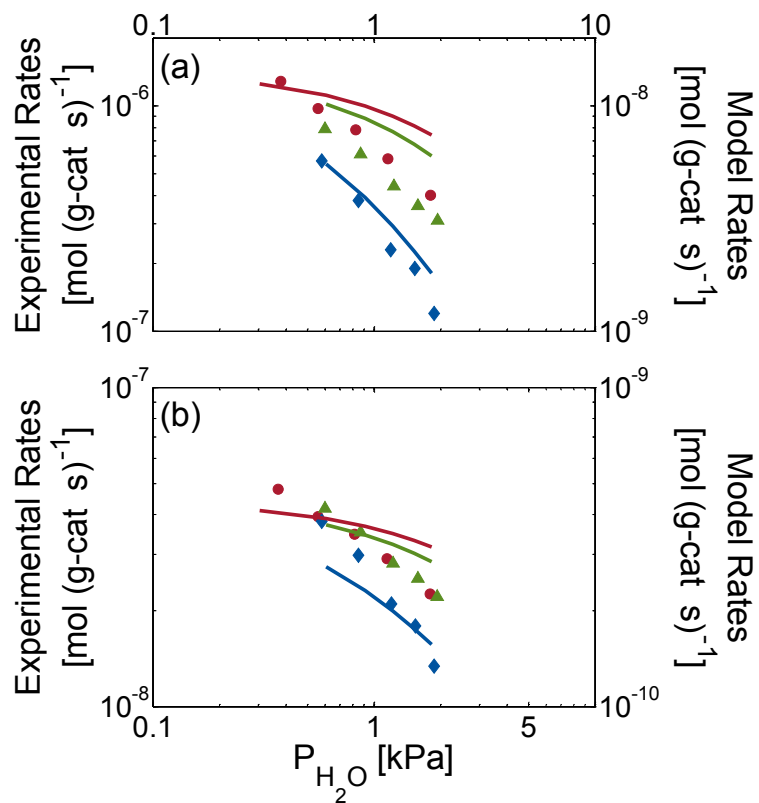 0.1 1 10
(a)
Experimental Rates
[mol (g-cat s)⁻¹]
10⁻⁶
10⁻⁷
10⁻⁸
10⁻⁹
Model Rates
[mol (g-cat s)⁻¹]
(b)
Experimental Rates
[mol (g-cat s)⁻¹]
10⁻⁷
10⁻⁸
10⁻⁹
10⁻¹⁰
Model Rates
[mol (g-cat s)⁻¹]
0.1 1 5
P_H₂O [kPa]